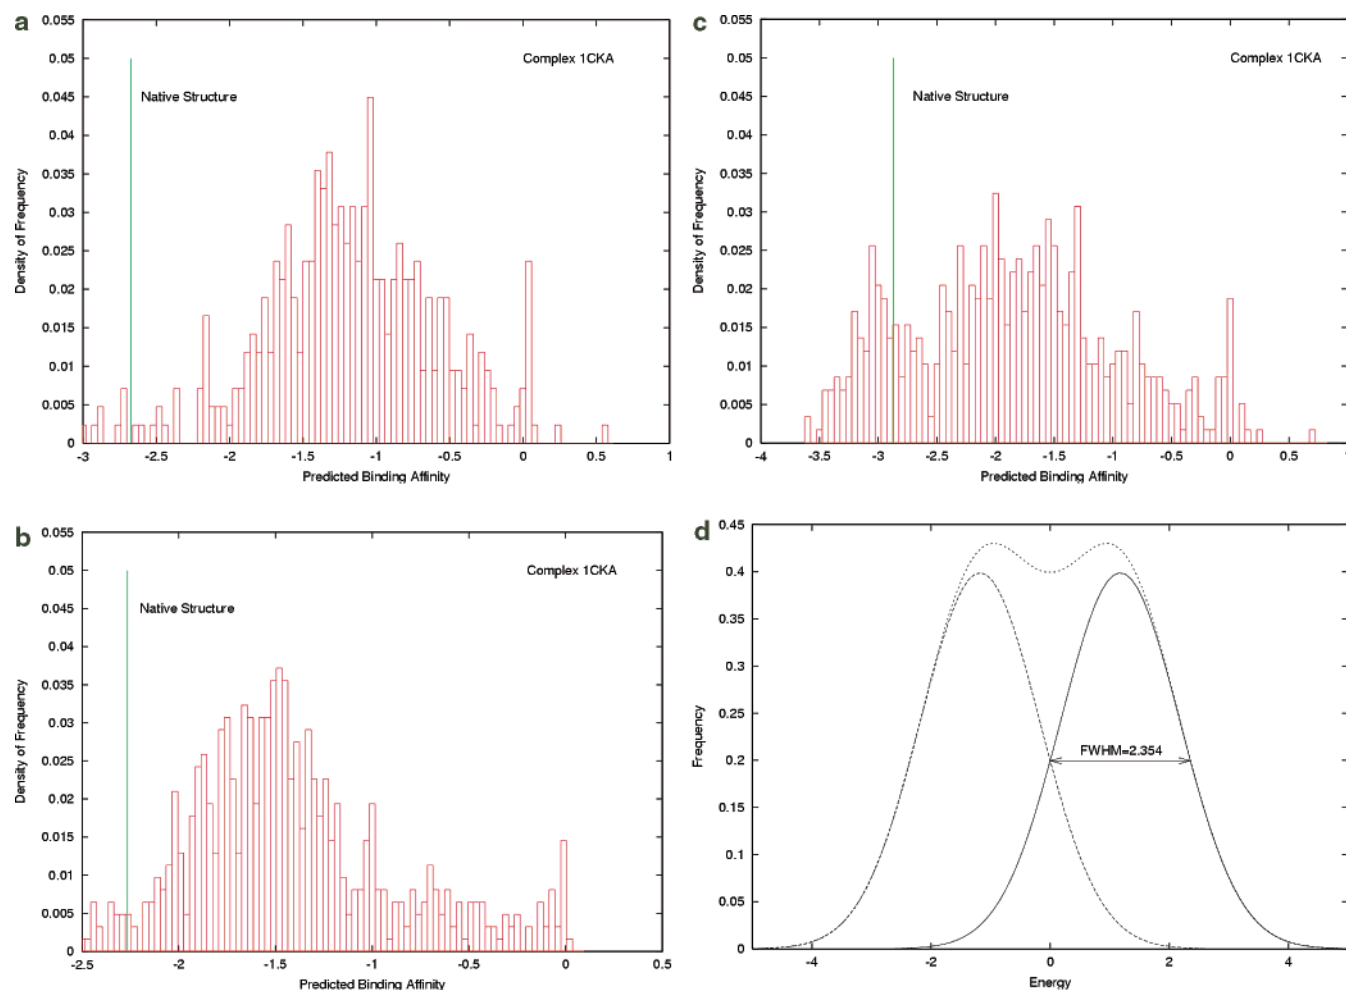 a
0.055
0.05
0.045
0.04
0.035
0.03
0.025
0.02
0.015
0.01
0.005
0
Density of Frequency
Complex 1CKA
Native Structure
-3 -2.5 -2 -1.5 -1 -0.5 0 0.5 1
Predicted Binding Affinity
c
0.055
0.05
0.045
0.04
0.035
0.03
0.025
0.02
0.015
0.01
0.005
0
Density of Frequency
Complex 1CKA
Native Structure
-4 -3.5 -3 -2.5 -2 -1.5 -1 -0.5 0 0.5 1
Predicted Binding Affinity
b
0.055
0.05
0.045
0.04
0.035
0.03
0.025
0.02
0.015
0.01
0.005
0
Density of Frequency
Complex 1CKA
Native Structure
-2.5 -2 -1.5 -1 -0.5 0 0.5
Predicted Binding Affinity
d
0.45
0.4
0.35
0.3
0.25
0.2
0.15
0.1
0.05
0
Frequency
FWHM=2.354
-4 -2 0 2 4
Energy